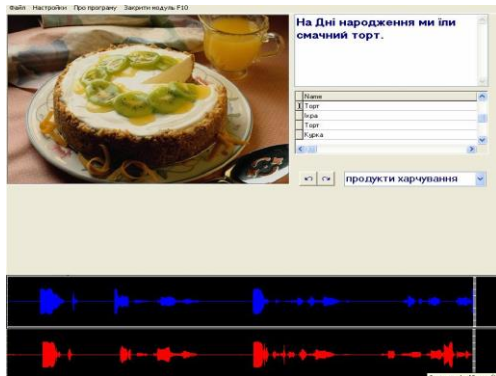 Файл Настройки Про програму Закрити модуль F10
На Дні народження ми їли
смачний торт.
Name
Торт
Ікра
Торт
Курка
продукти харчування